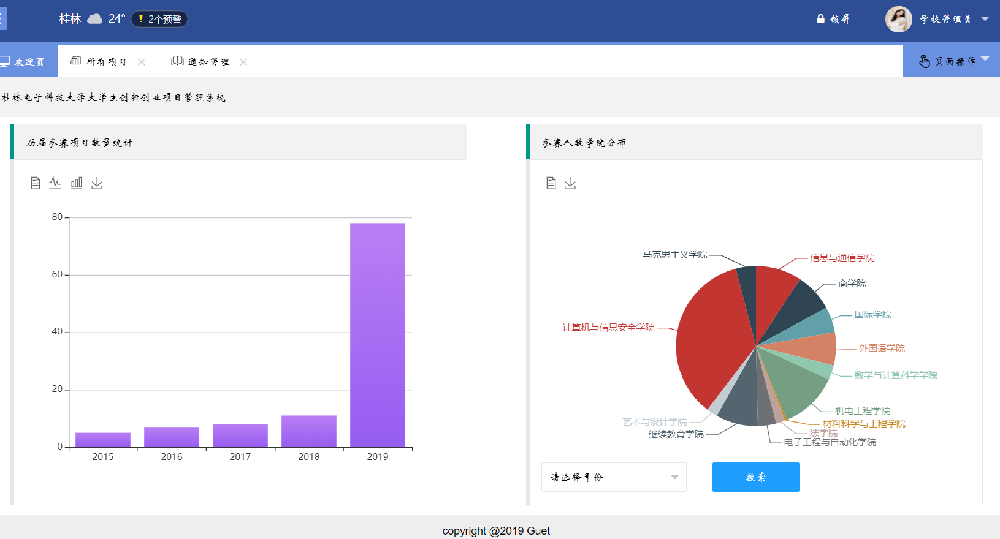 桂林 24° 2个预警 锁屏 学校管理员
欢迎页 所有项目 通知管理 页面操作
桂林电子科技大学大学生创新创业项目管理系统
历届参赛项目数量统计
80
60
40
20
0
2015 2016 2017 2018 2019
参赛人数学院分布
马克思主义学院
信息与通信学院
商学院
国际学院
计算机与信息安全学院
外国语学院
数学与计算科学学院
机电工程学院
艺术与设计学院
材料科学与工程学院
继续教育学院
法学院
电子工程与自动化学院
请选择年份 搜索
copyright @2019 Guet